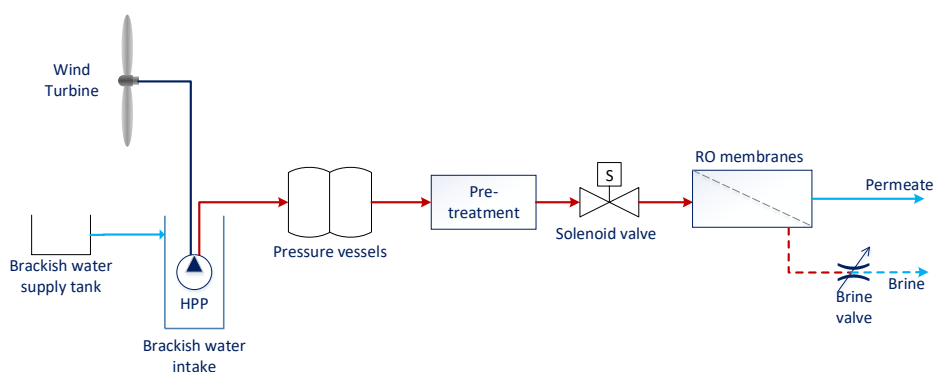 Wind
Turbine
RO membranes
S
Permeate
Pre-
treatment
Solenoid valve
Pressure vessels
Brackish water
supply tank
HPP
Brine
Brine
valve
Brackish water
intake